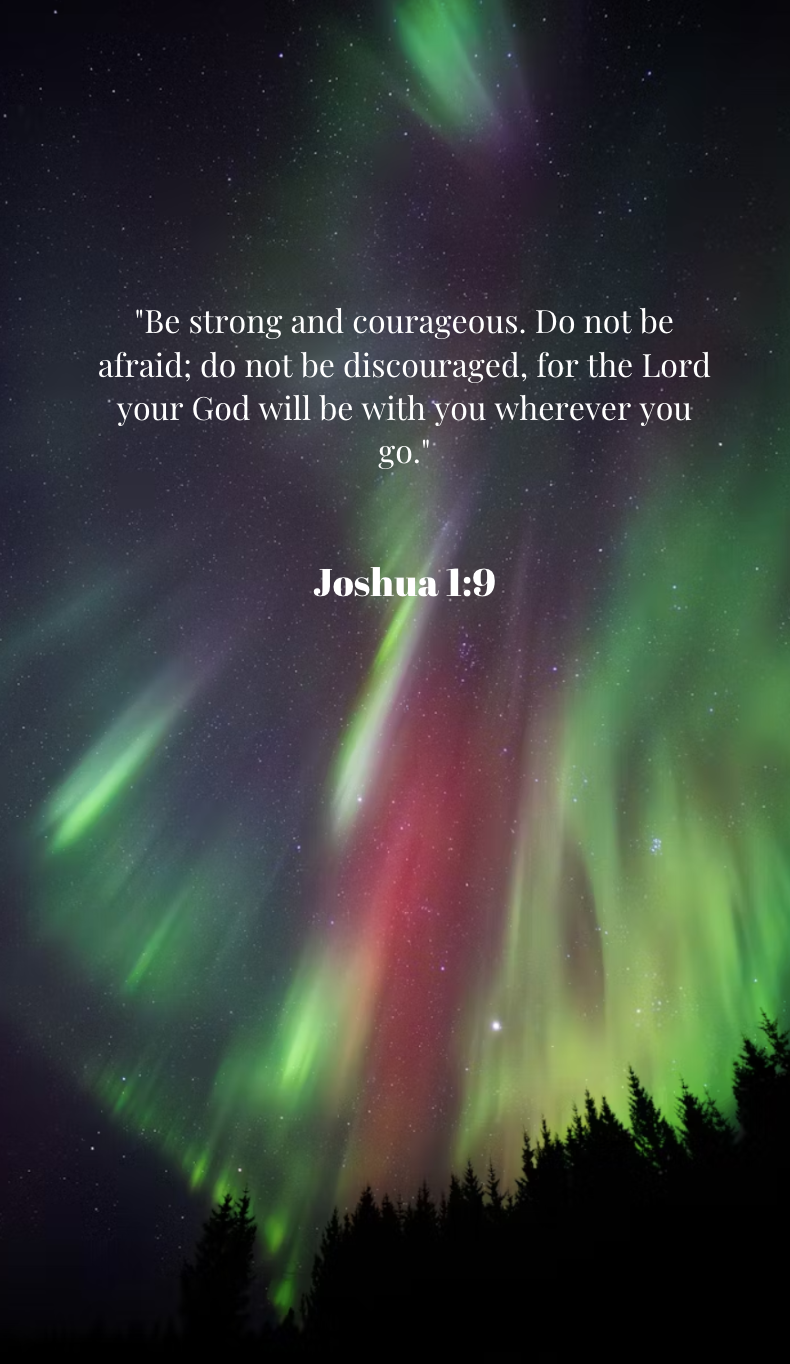 "Be strong and courageous. Do not be
afraid; do not be discouraged, for the Lord
your God will be with you wherever you
go."
Joshua 1:9